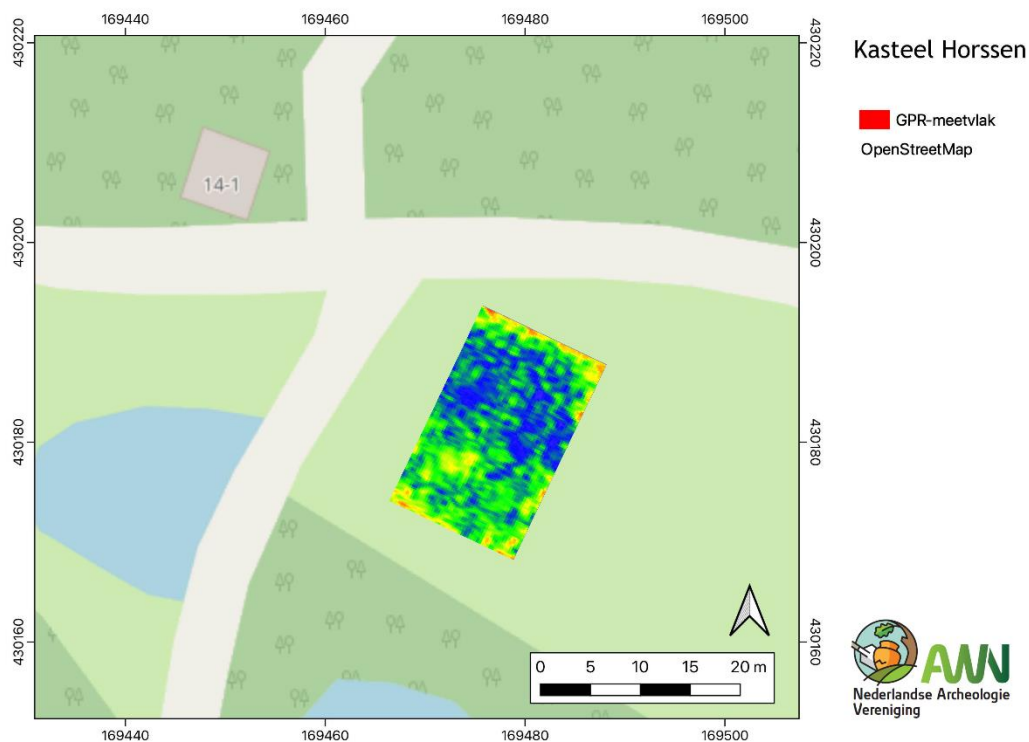 169440 169460 169480 169500
430220 430220
Kasteel Horssen
GPR-meetvlak
OpenStreetMap
14-1
430200 430200
430180 430180
430160 430160
0 5 10 15 20 m
169440 169460 169480 169500
AWN
Nederlandse Archeologie
Vereniging